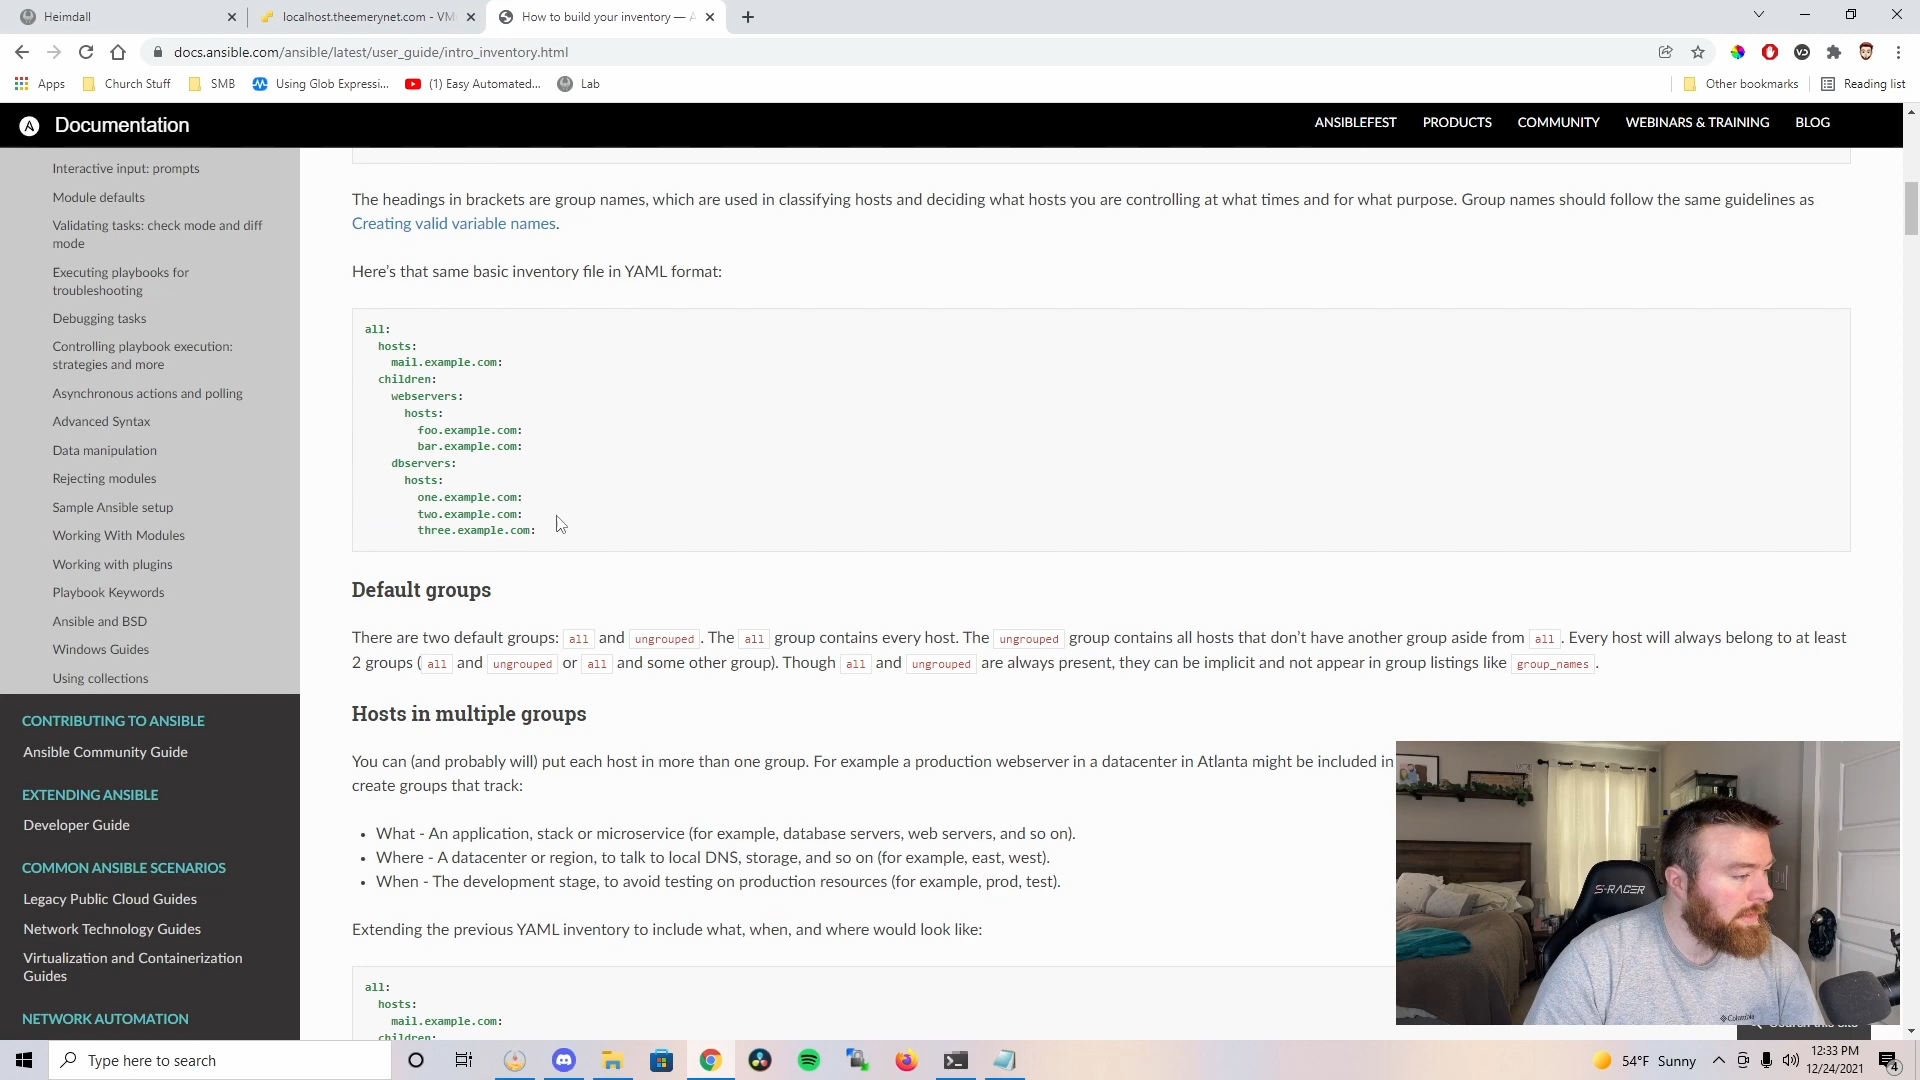 Heimdall
localhost.theemerynet.com - VM
How to build your inventory — A
docs.ansible.com/ansible/latest/user_guide/intro_inventory.html
Apps
Church Stuff
SMB
Using Glob Expressi...
(1) Easy Automated...
Lab
Other bookmarks
Reading list
A
Documentation
ANSIBLEFEST
PRODUCTS
COMMUNITY
WEBINARS & TRAINING
BLOG
Interactive input: prompts
Module defaults
Validating tasks: check mode and diff
mode
Executing playbooks for
troubleshooting
Debugging tasks
Controlling playbook execution:
strategies and more
Asynchronous actions and polling
Advanced Syntax
Data manipulation
Rejecting modules
Sample Ansible setup
Working With Modules
Working with plugins
Playbook Keywords
Ansible and BSD
Windows Guides
Using collections
CONTRIBUTING TO ANSIBLE
Ansible Community Guide
EXTENDING ANSIBLE
Developer Guide
COMMON ANSIBLE SCENARIOS
Legacy Public Cloud Guides
Network Technology Guides
Virtualization and Containerization
Guides
NETWORK AUTOMATION
The headings in brackets are group names, which are used in classifying hosts and deciding what hosts you are controlling at what times and for what purpose. Group names should follow the same guidelines as
Creating valid variable names.
Here’s that same basic inventory file in YAML format:
all:
hosts:
mail.example.com:
children:
webservers:
hosts:
foo.example.com:
bar.example.com:
dbservers:
hosts:
one.example.com:
two.example.com:
three.example.com:
Default groups
There are two default groups: all and ungrouped. The all group contains every host. The ungrouped group contains all hosts that don’t have another group aside from all. Every host will always belong to at least
2 groups (all and ungrouped or all and some other group). Though all and ungrouped are always present, they can be implicit and not appear in group listings like group_names.
Hosts in multiple groups
You can (and probably will) put each host in more than one group. For example a production webserver in a datacenter in Atlanta might be included in
create groups that track:
• What - An application, stack or microservice (for example, database servers, web servers, and so on).
• Where - A datacenter or region, to talk to local DNS, storage, and so on (for example, east, west).
• When - The development stage, to avoid testing on production resources (for example, prod, test).
Extending the previous YAML inventory to include what, when, and where would look like:
all:
hosts:
mail.example.com:
children:
S-RACER
Columbia
Search this site
Type here to search
54°F Sunny
12:33 PM
12/24/2021
4